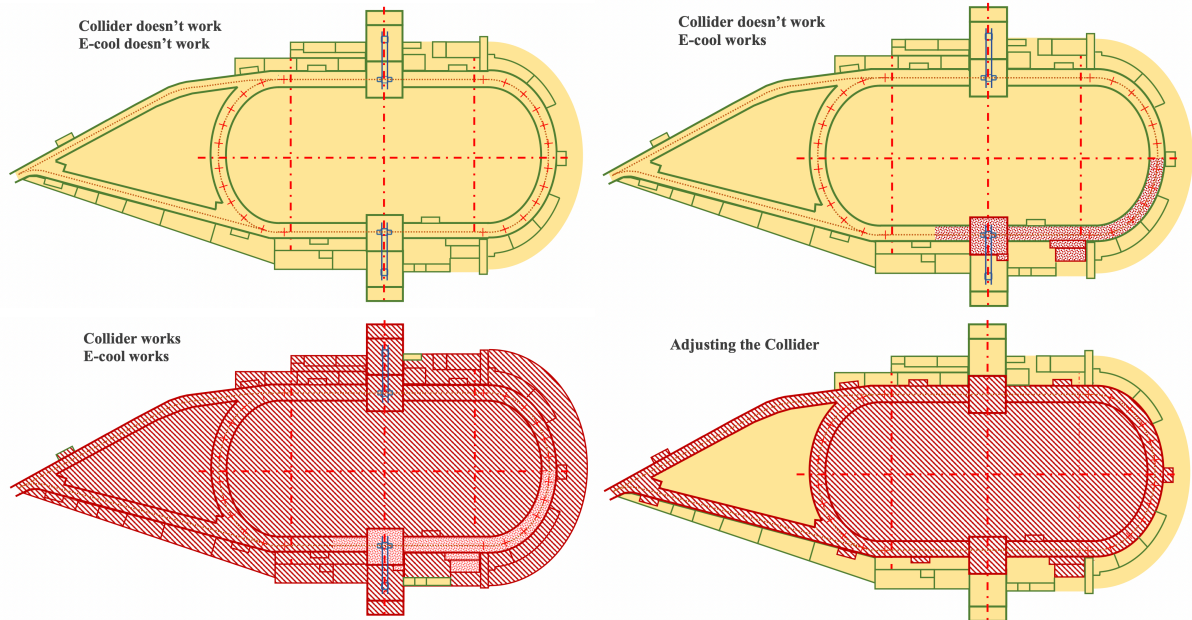 Collider doesn’t work
E-cool doesn’t work
Collider doesn’t work
E-cool works
Collider works
E-cool works
Adjusting the Collider